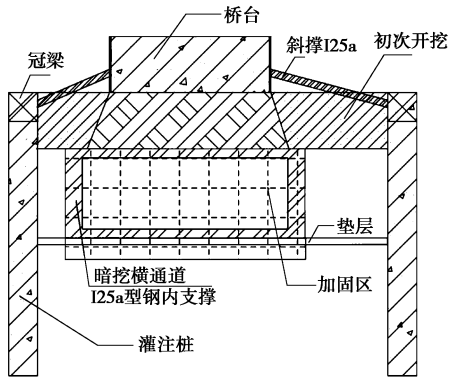 桥台
斜撑I25a
初次开挖
冠梁
垫层
暗挖横通道
I25a型钢内支撑
加固区
灌注桩